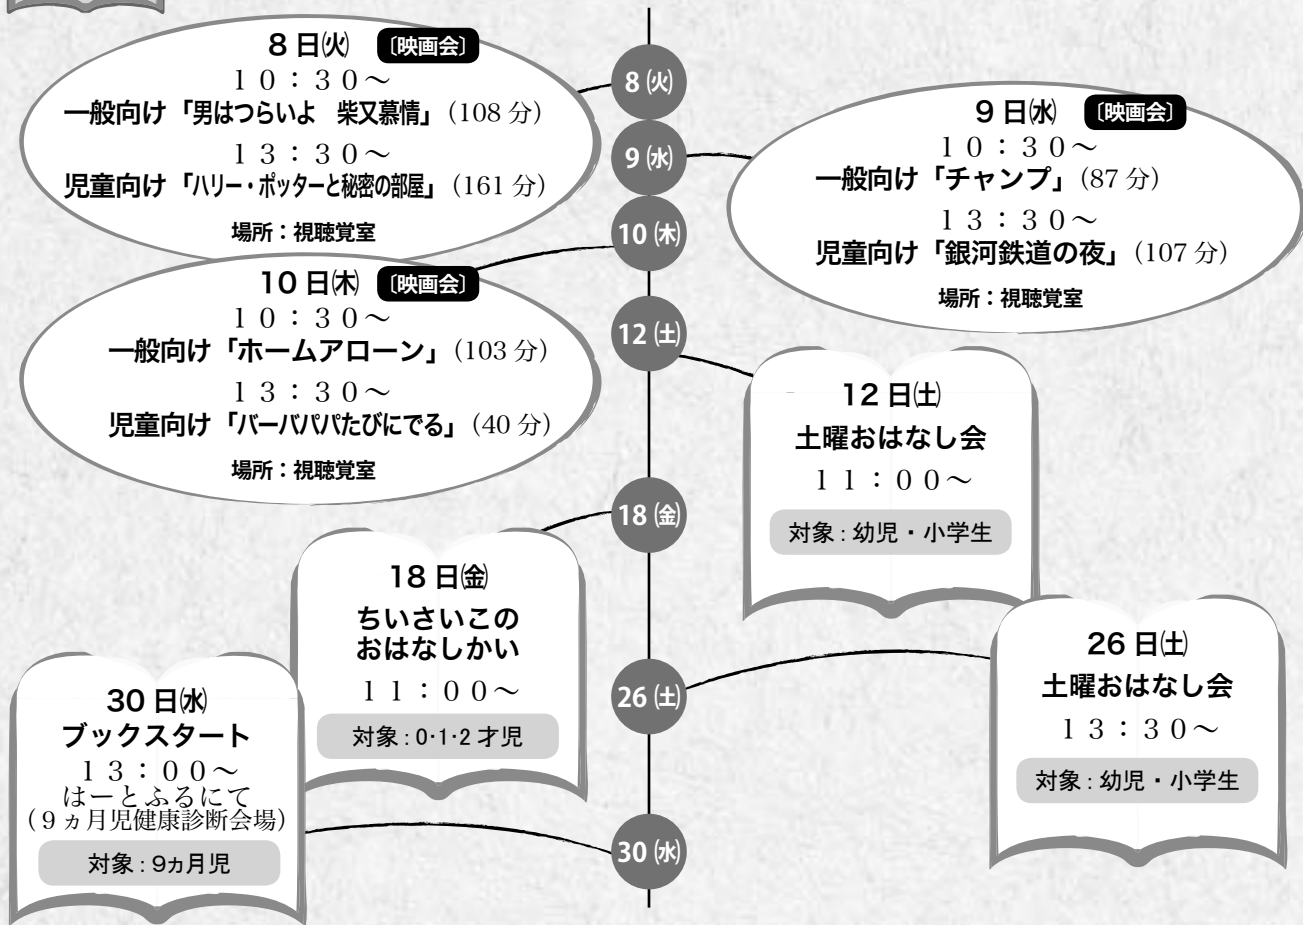 8日㈫ 〔映画会〕
10：30～
一般向け「男はつらいよ　柴又慕情」（108分）
13：30～
児童向け「ハリー・ポッターと秘密の部屋」（161分）
場所：視聴覚室
8㈫
9㈬
10㈭
12㈯
18㈮
26㈯
30㈬
9日㈬ 〔映画会〕
10：30～
一般向け「チャンプ」（87分）
13：30～
児童向け「銀河鉄道の夜」（107分）
場所：視聴覚室
10日㈭ 〔映画会〕
10：30～
一般向け「ホームアローン」（103分）
13：30～
児童向け「バーバパパたびにでる」（40分）
場所：視聴覚室
12日㈯
土曜おはなし会
11：00～
対象：幼児・小学生
18日㈮
ちいさいこの
おはなしかい
11：00～
対象：0･1･2才児
26日㈯
土曜おはなし会
13：30～
対象：幼児・小学生
30日㈬
ブックスタート
13：00～
はーとふるにて
（9ヵ月児健康診断会場）
対象：9ヵ月児